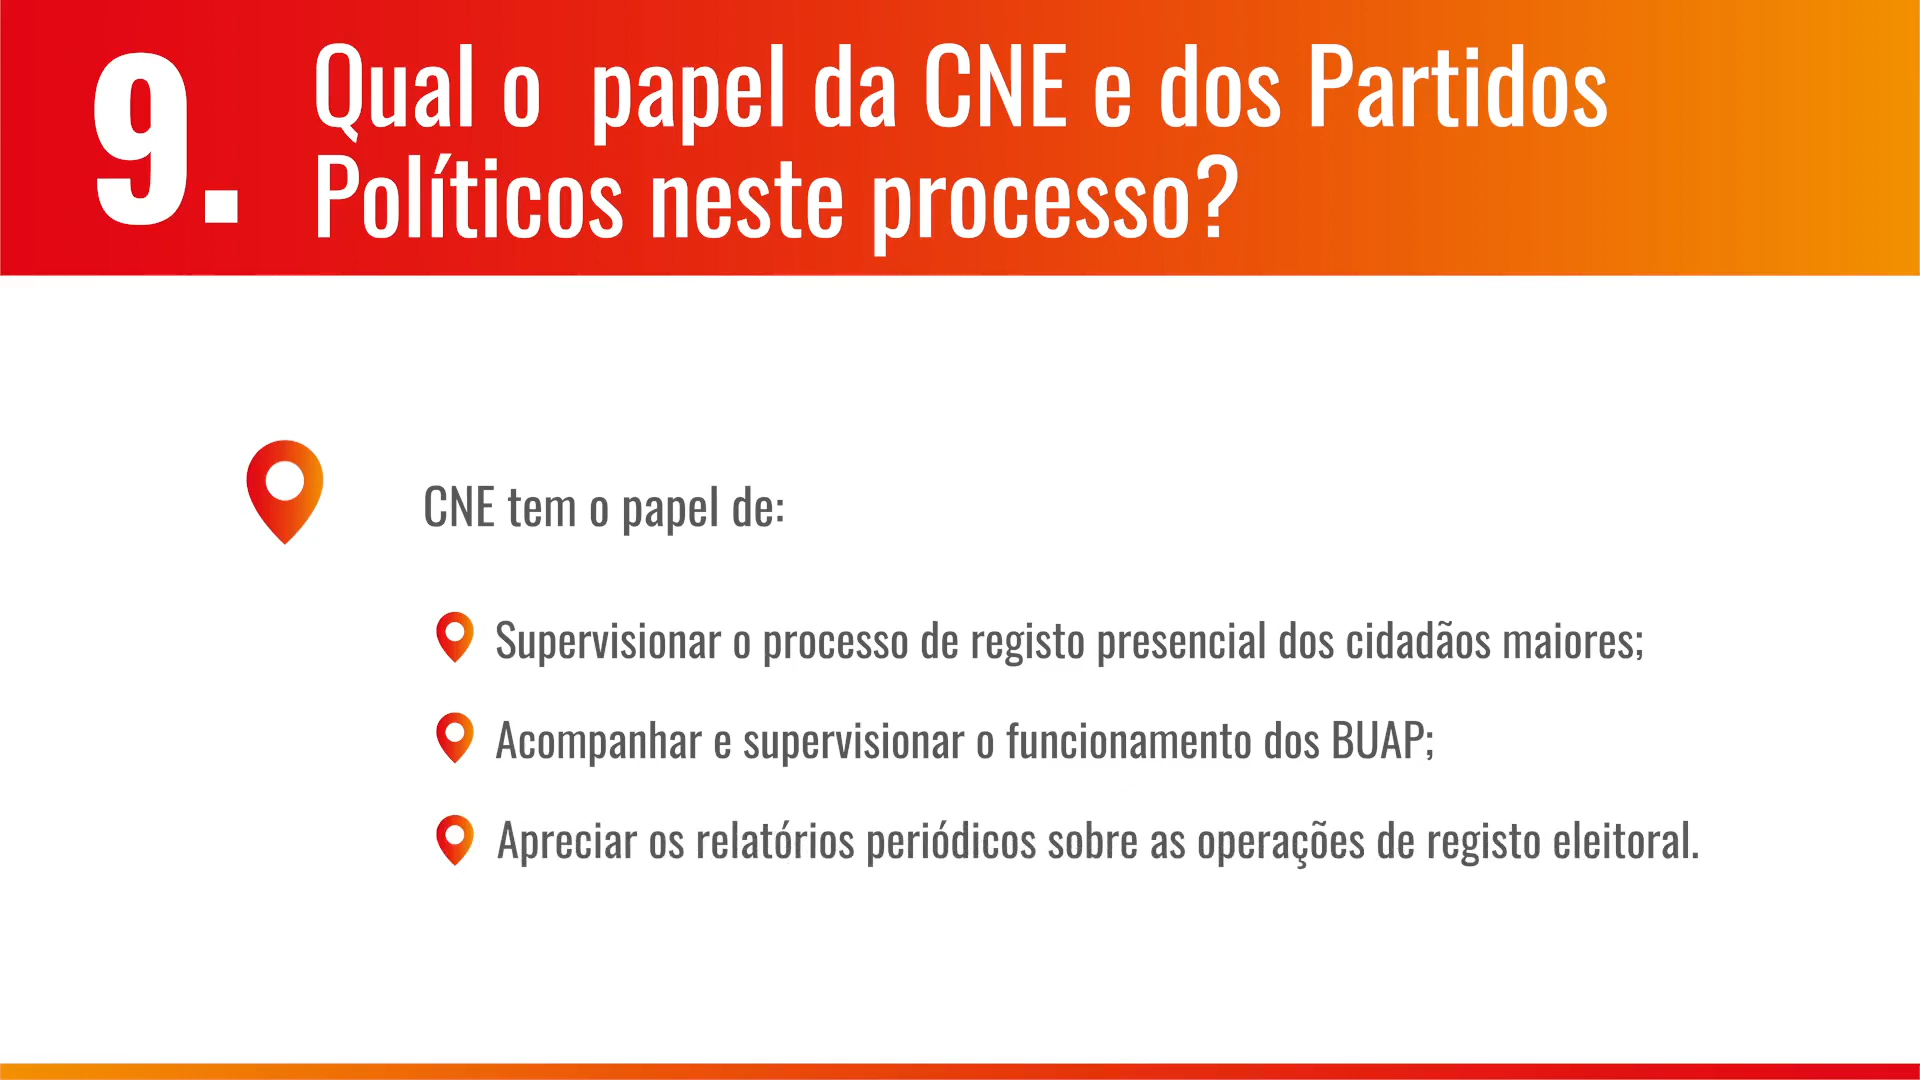 9.
Qual o  papel da CNE e dos Partidos
Políticos neste processo?
CNE tem o papel de:
Supervisionar o processo de registo presencial dos cidadãos maiores;
Acompanhar e supervisionar o funcionamento dos BUAP;
Apreciar os relatórios periódicos sobre as operações de registo eleitoral.